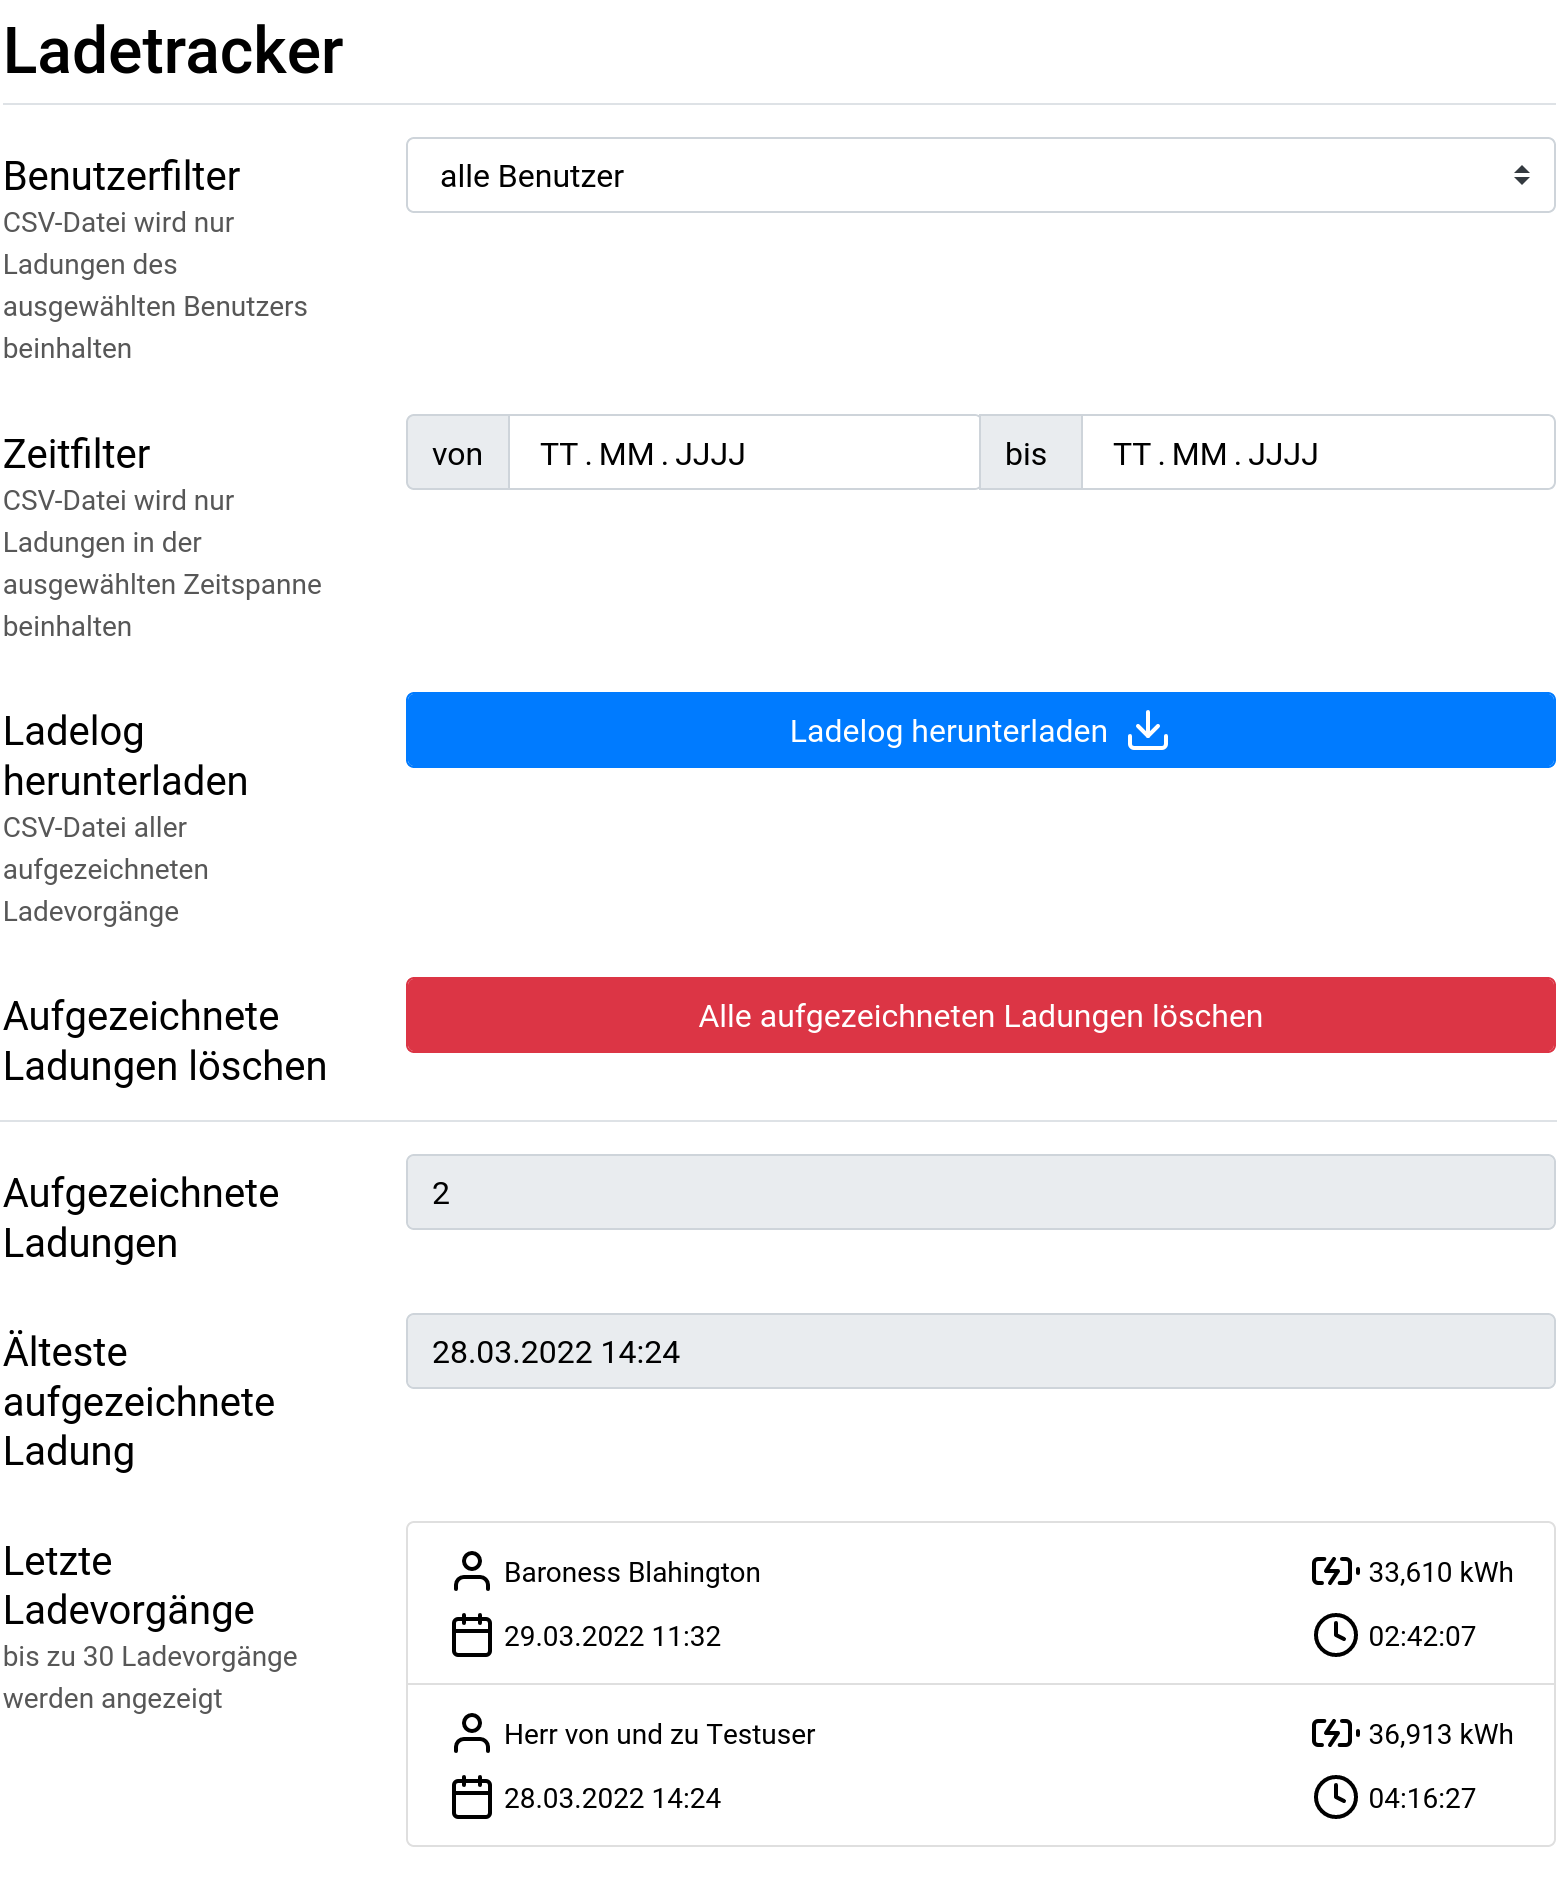 Ladetracker
Benutzerfilter
CSV-Datei wird nur
Ladungen des
ausgewählten Benutzers
beinhalten
alle Benutzer
Zeitfilter
CSV-Datei wird nur
Ladungen in der
ausgewählten Zeitspanne
beinhalten
von TT . MM . JJJJ bis TT . MM . JJJJ
Ladelog
herunterladen
CSV-Datei aller
aufgezeichneten
Ladevorgänge
Ladelog herunterladen
Aufgezeichnete
Ladungen löschen
Alle aufgezeichneten Ladungen löschen
Aufgezeichnete
Ladungen
2
Älteste
aufgezeichnete
Ladung
28.03.2022 14:24
Letzte
Ladevorgänge
bis zu 30 Ladevorgänge
werden angezeigt
Baroness Blahington 33,610 kWh
29.03.2022 11:32 02:42:07
Herr von und zu Testuser 36,913 kWh
28.03.2022 14:24 04:16:27